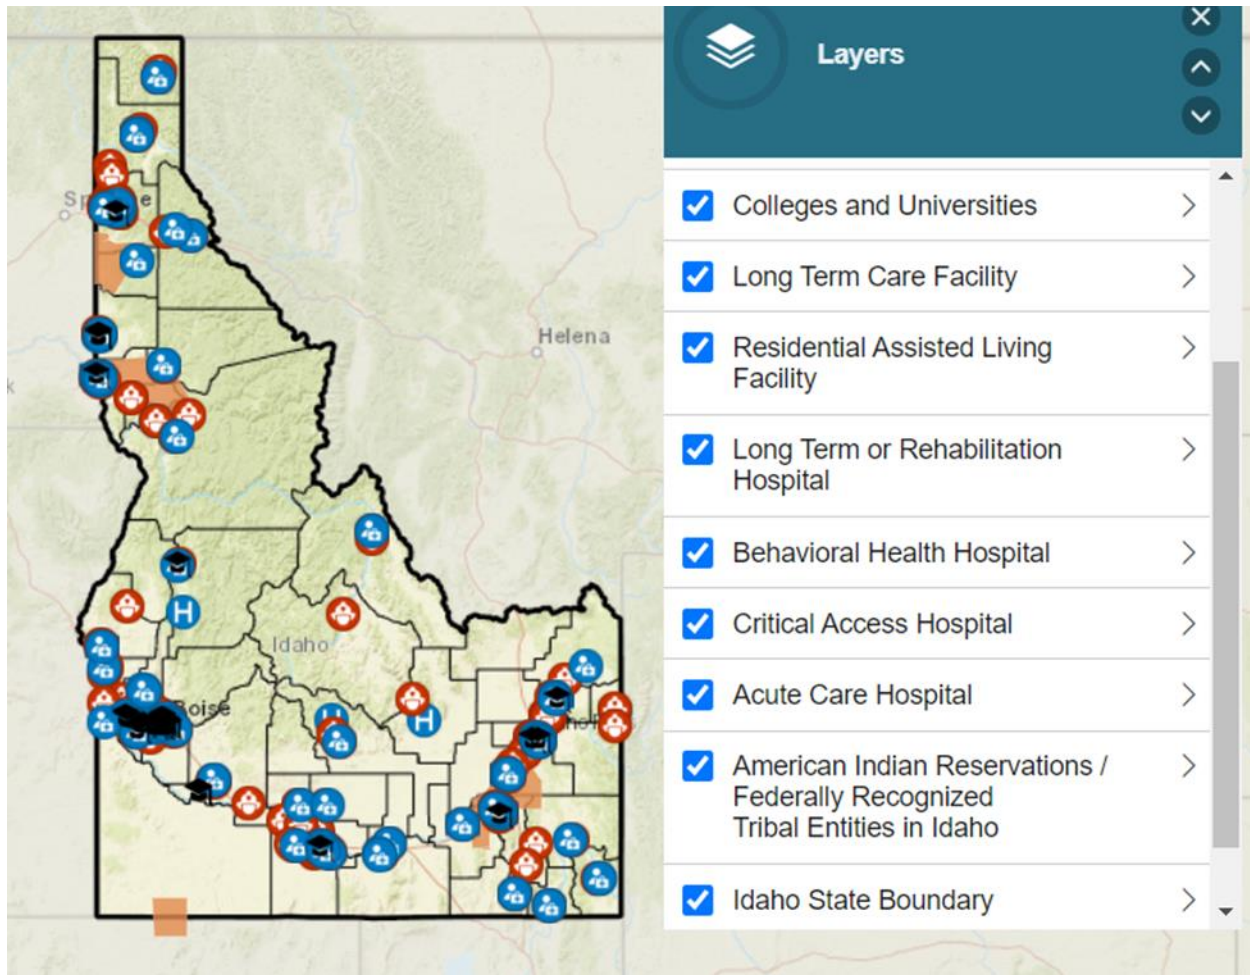 Layers
Colleges and Universities
Long Term Care Facility
Residential Assisted Living
Facility
Long Term or Rehabilitation
Hospital
Behavioral Health Hospital
Critical Access Hospital
Acute Care Hospital
American Indian Reservations /
Federally Recognized
Tribal Entities in Idaho
Idaho State Boundary
Helena
Idaho
H
H
H